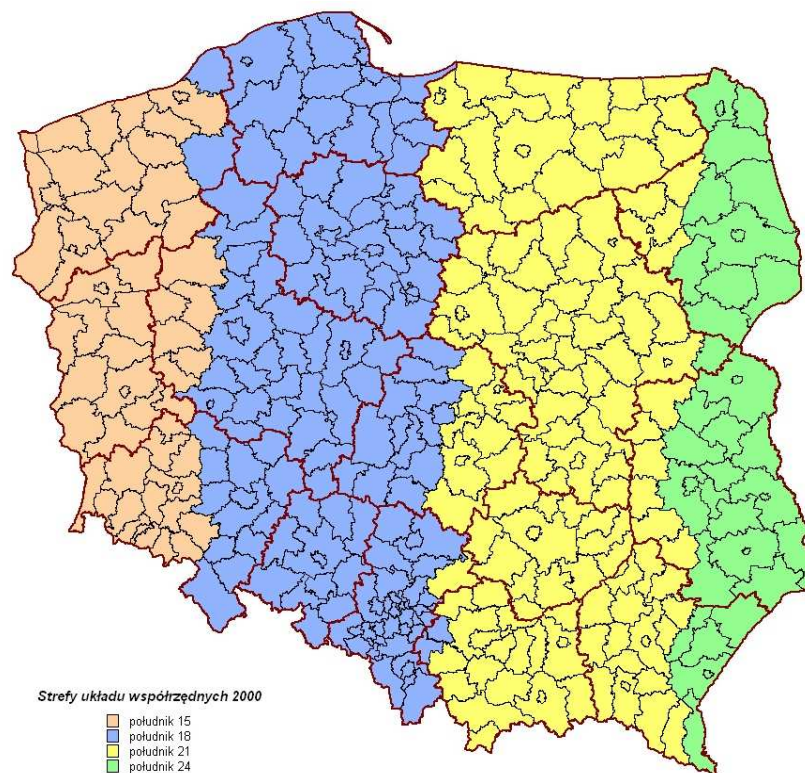 Strefy układu współrzędnych 2000
południk 15
południk 18
południk 21
południk 24